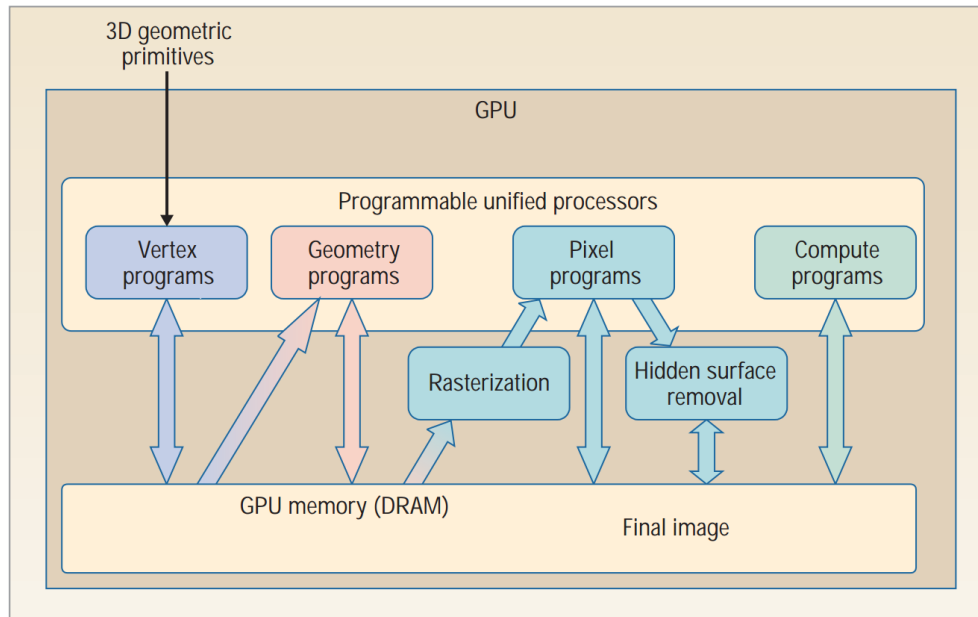 3D geometric
primitives
GPU
Programmable unified processors
Vertex
programs
Geometry
programs
Pixel
programs
Compute
programs
Rasterization
Hidden surface
removal
GPU memory (DRAM)
Final image